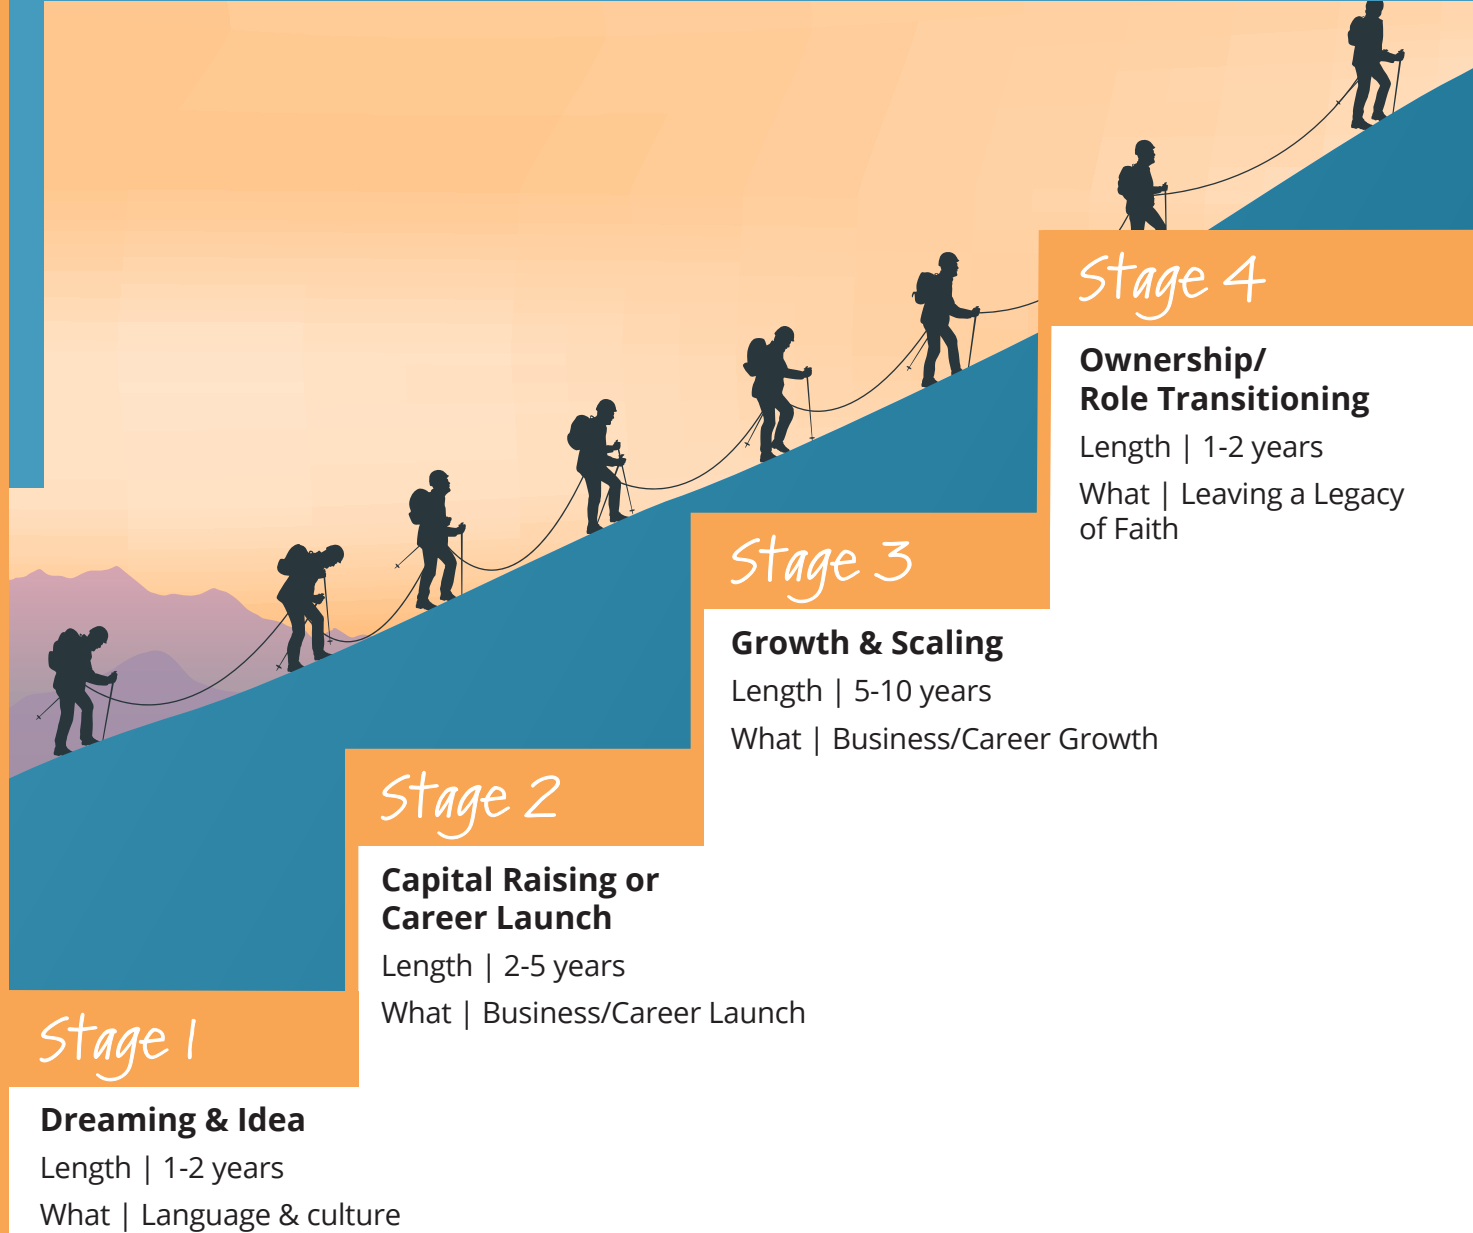 Stage 4
Ownership/
Role Transitioning
Length | 1-2 years
What | Leaving a Legacy
of Faith
Stage 3
Growth & Scaling
Length | 5-10 years
What | Business/Career Growth
Stage 2
Capital Raising or
Career Launch
Length | 2-5 years
What | Business/Career Launch
Stage 1
Dreaming & Idea
Length | 1-2 years
What | Language & culture